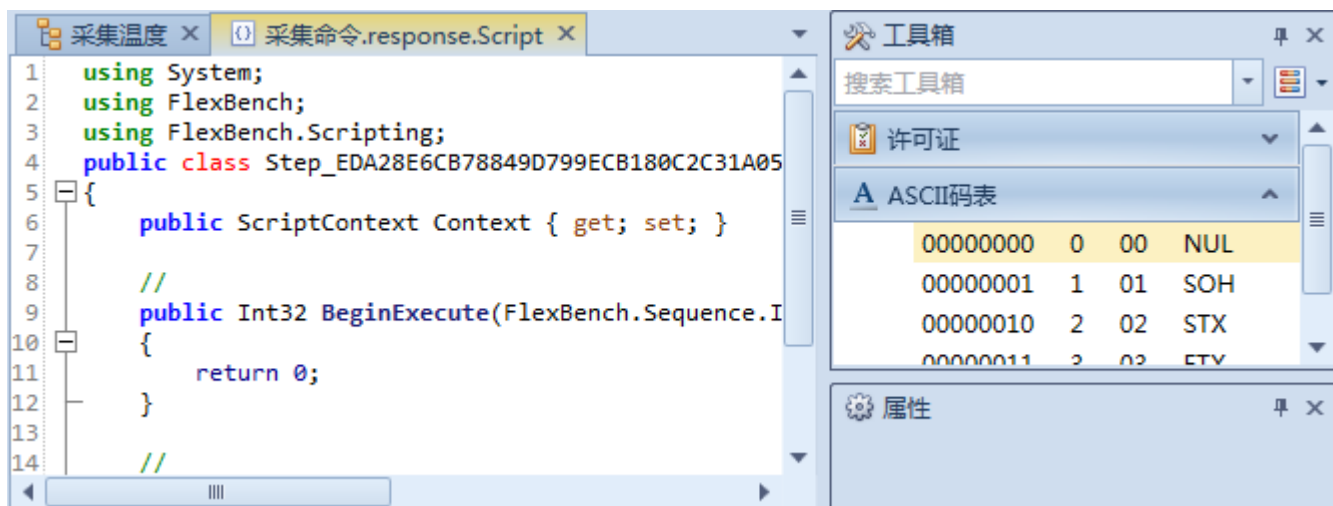 采集温度 采集命令.response.Script
1 using System;
2 using FlexBench;
3 using FlexBench.Scripting;
4 public class Step_EDA28E6CB78849D799ECB180C2C31A05
5 {
6 public ScriptContext Context { get; set; }
7
8 //
9 public Int32 BeginExecute(FlexBench.Sequence.I
10 {
11 return 0;
12 }
13
14 //
工具箱
搜索工具箱
许可证
A ASCII码表
00000000 0 00 NUL
00000001 1 01 SOH
00000010 2 02 STX
00000011 3 03 ETX
属性